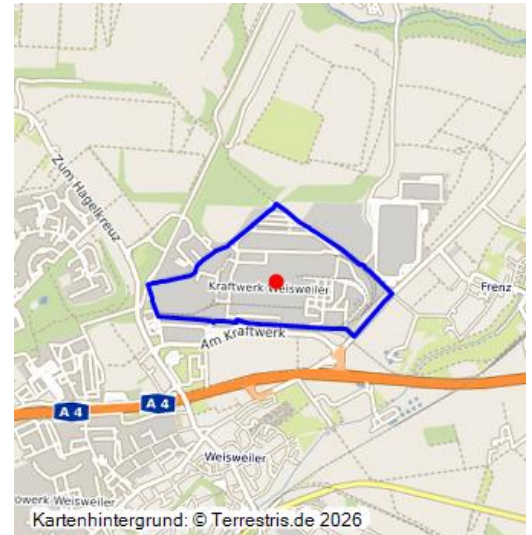 Zum Hagelkreuz
Kraftwerk Weisweiler
Frenz
Am Kraftwerk
A 4
A 4
Weisweiler
owerk Weisweiler
Kartenhintergrund: © Terrestris.de 2026